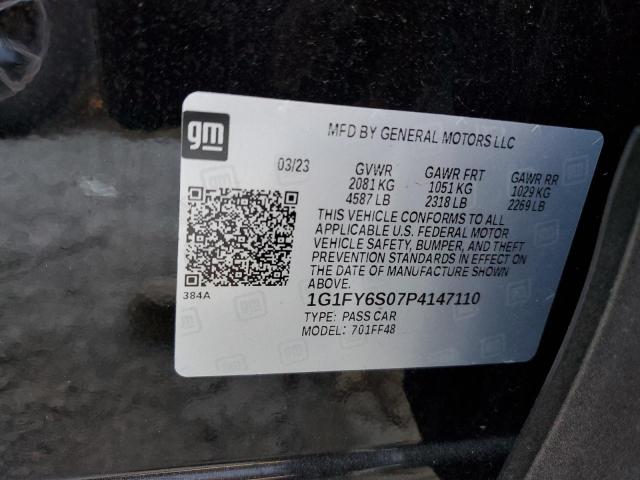 gm
MFD BY GENERAL MOTORS LLC
03/23 GVWR GAWR FRT GAWR RR
2081 KG 1051 KG 1029 KG
4587 LB 2318 LB 2269 LB
THIS VEHICLE CONFORMS TO ALL
APPLICABLE U.S. FEDERAL MOTOR
VEHICLE SAFETY, BUMPER, AND THEFT
PREVENTION STANDARDS IN EFFECT ON
THE DATE OF MANUFACTURE SHOWN
ABOVE.
384A
1G1FY6S07P4147110
TYPE: PASS CAR
MODEL: 701FF48